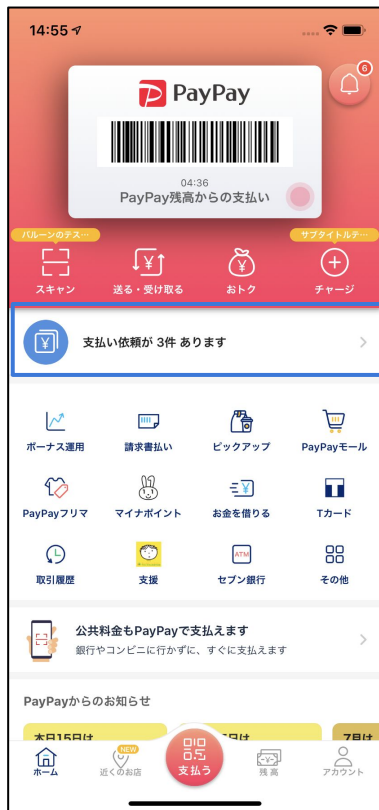 14:55
6
PayPay
04:36
PayPay残高からの支払い
バルーンのテス…
サブタイトルテ…
スキャン
送る・受け取る
おトク
チャージ
支払い依頼が 3件 あります
ボーナス運用
請求書払い
ピックアップ
PayPayモール
PayPayフリマ
マイナポイント
お金を借りる
Tカード
取引履歴
支援
ATM
セブン銀行
その他
公共料金もPayPayで支払えます
銀行やコンビニに行かずに、すぐに支払えます
PayPayからのお知らせ
本日15日は
日は
7月は
NEW
ホーム
近くのお店
支払う
残高
アカウント